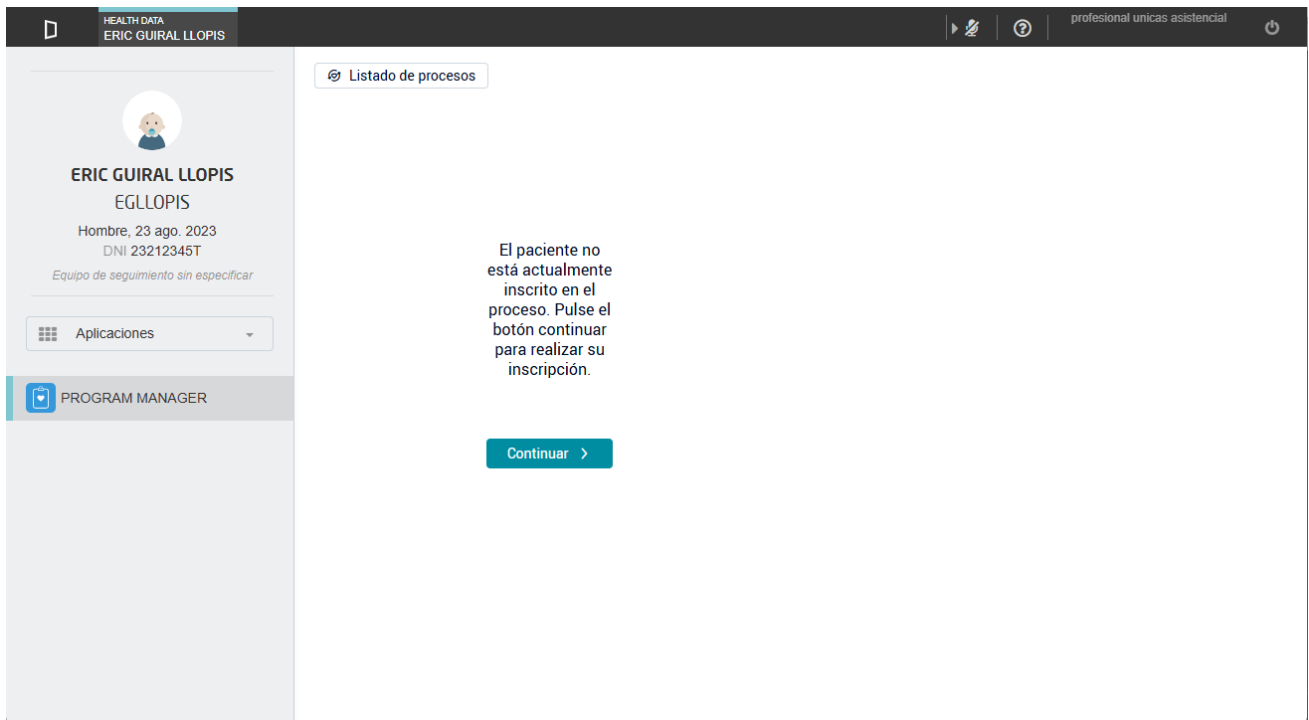 HEALTH DATA
ERIC GUIRAL LLOPIS
profesional unicas asistencial
Listado de procesos
ERIC GUIRAL LLOPIS
EGLLOPIS
Hombre, 23 ago. 2023
DNI 23212345T
Equipo de seguimiento sin especificar
Aplicaciones
PROGRAM MANAGER
El paciente no
está actualmente
inscrito en el
proceso. Pulse el
botón continuar
para realizar su
inscripción.
Continuar